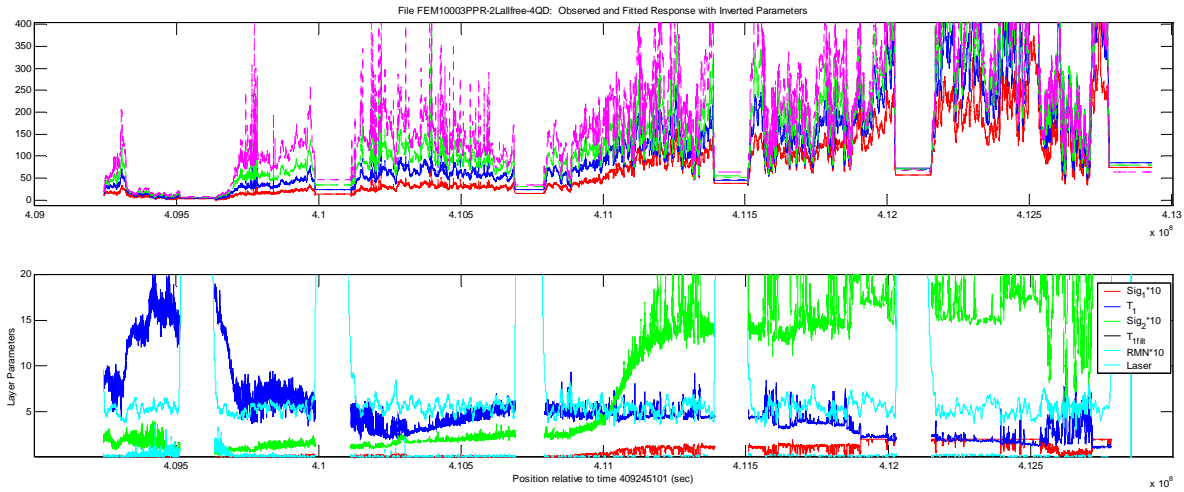 File FEM10003PPR-2Lallfree-4QD: Observed and Fitted Response with Inverted Parameters
400
350
300
250
200
150
100
50
0
4.09 4.095 4.1 4.105 4.11 4.115 4.12 4.125 4.13
x 10^8
20
15
10
5
Layer Parameters
Sig1*10
T1
Sig2*10
T1filt
RMN*10
Laser
4.095 4.1 4.105 4.11 4.115 4.12 4.125
Position relative to time 409245101 (sec)
x 10^8